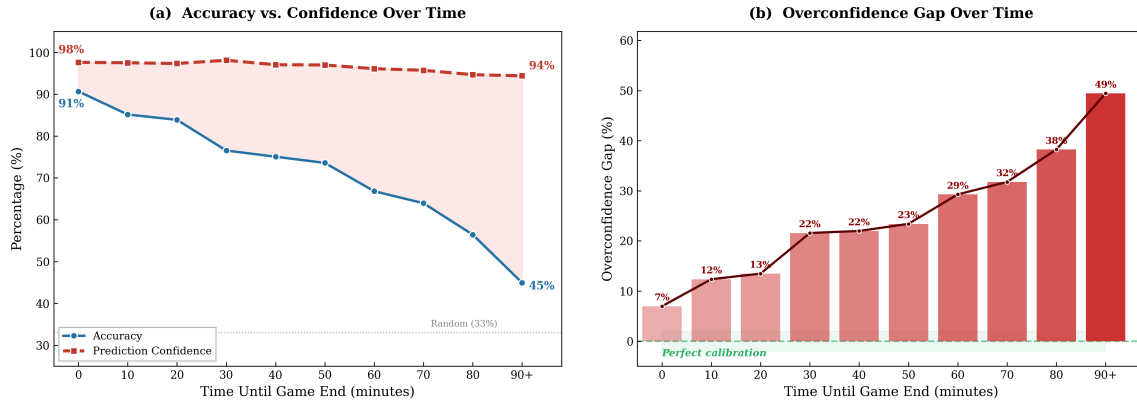 (a) Accuracy vs. Confidence Over Time
Percentage (%)
100
90
80
70
60
50
40
30
98%
94%
91%
45%
Random (33%)
Accuracy
Prediction Confidence
0 10 20 30 40 50 60 70 80 90+
Time Until Game End (minutes)
(b) Overconfidence Gap Over Time
Overconfidence Gap (%)
60
50
40
30
20
10
0
7%
12%
13%
22%
22%
23%
29%
32%
38%
49%
Perfect calibration
0 10 20 30 40 50 60 70 80 90+
Time Until Game End (minutes)